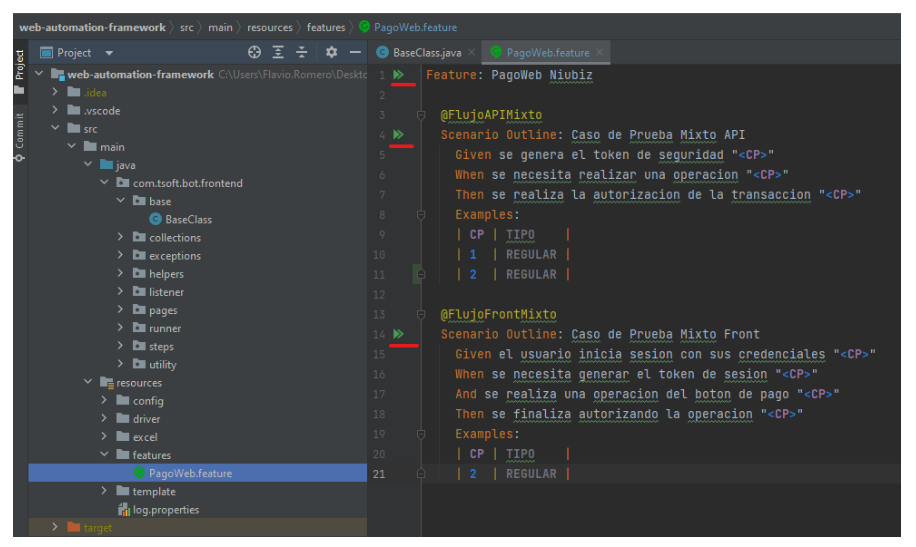 web-automation-framework 〉 src 〉 main 〉 resources 〉 features 〉 PagoWeb.feature
Project
Commit
Project
web-automation-framework C:\Users\Flavio.Romero\Deskto
.idea
.vscode
src
main
java
com.tsoft.bot.frontend
base
BaseClass
collections
exceptions
helpers
listener
pages
runner
steps
utility
resources
config
driver
excel
features
PagoWeb.feature
template
log.properties
target
BaseClass.java × PagoWeb.feature ×
1 Feature: PagoWeb Niubiz
2
3 @FlujoAPIMixto
4 Scenario Outline: Caso de Prueba Mixto API
5 Given se genera el token de seguridad "<CP>"
6 When se necesita realizar una operacion "<CP>"
7 Then se realiza la autorizacion de la transaccion "<CP>"
8 Examples:
9 | CP | TIPO |
10 | 1 | REGULAR |
11 | 2 | REGULAR |
12
13 @FlujoFrontMixto
14 Scenario Outline: Caso de Prueba Mixto Front
15 Given el usuario inicia sesion con sus credenciales "<CP>"
16 When se necesita generar el token de sesion "<CP>"
17 And se realiza una operacion del boton de pago "<CP>"
18 Then se finaliza autorizando la operacion "<CP>"
19 Examples:
20 | CP | TIPO |
21 | 2 | REGULAR |